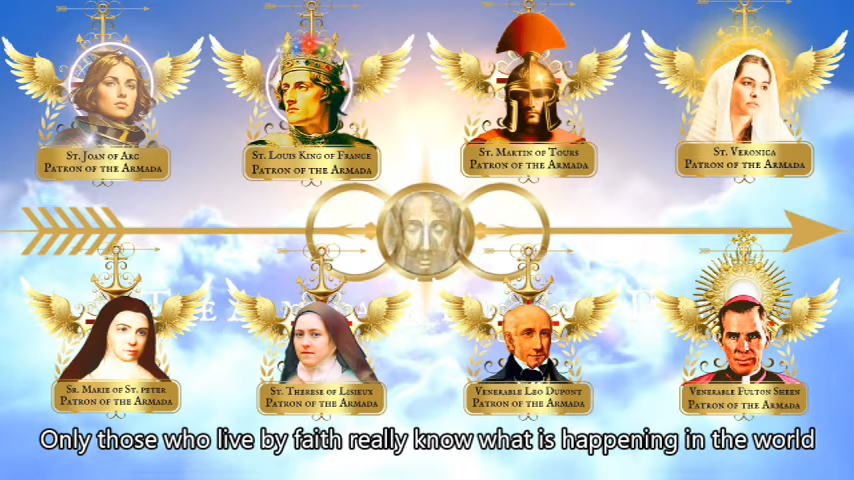 St. Joan of Arc
Patron of the Armada
St. Louis King of France
Patron of the Armada
St. Martin of Tours
Patron of the Armada
St. Veronica
Patron of the Armada
Sr. Marie of St. peter
Patron of the Armada
St. Therese of Lisieux
Patron of the Armada
Venerable Leo Dupont
Patron of the Armada
Venerable Fulton Sheen
Patron of the Armada
Only those who live by faith really know what is happening in the world